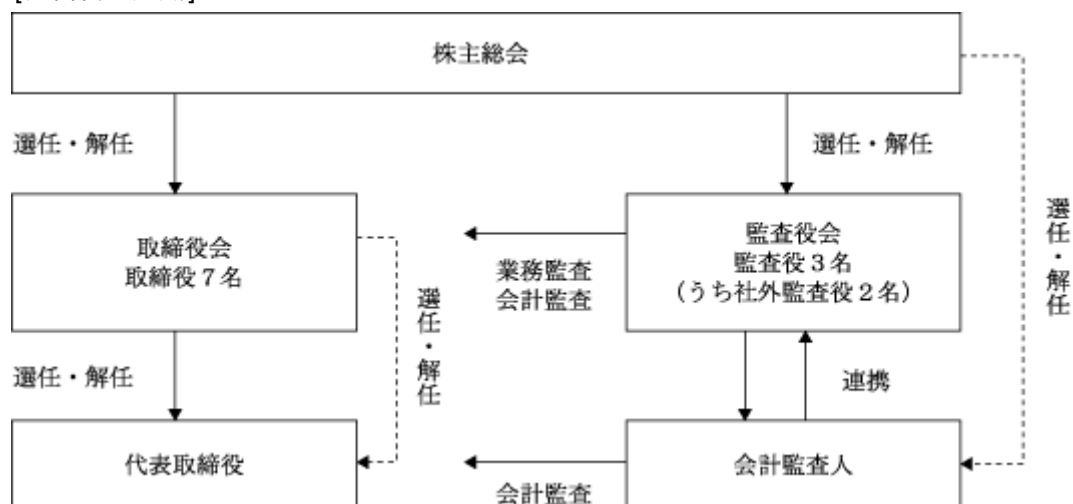 株主総会
選任・解任
選任・解任
選任・解任
取締役会
取締役7名
業務監査
会計監査
監査役会
監査役3名
(うち社外監査役2名)
選任・解任
選任・解任
連携
代表取締役
会計監査
会計監査人